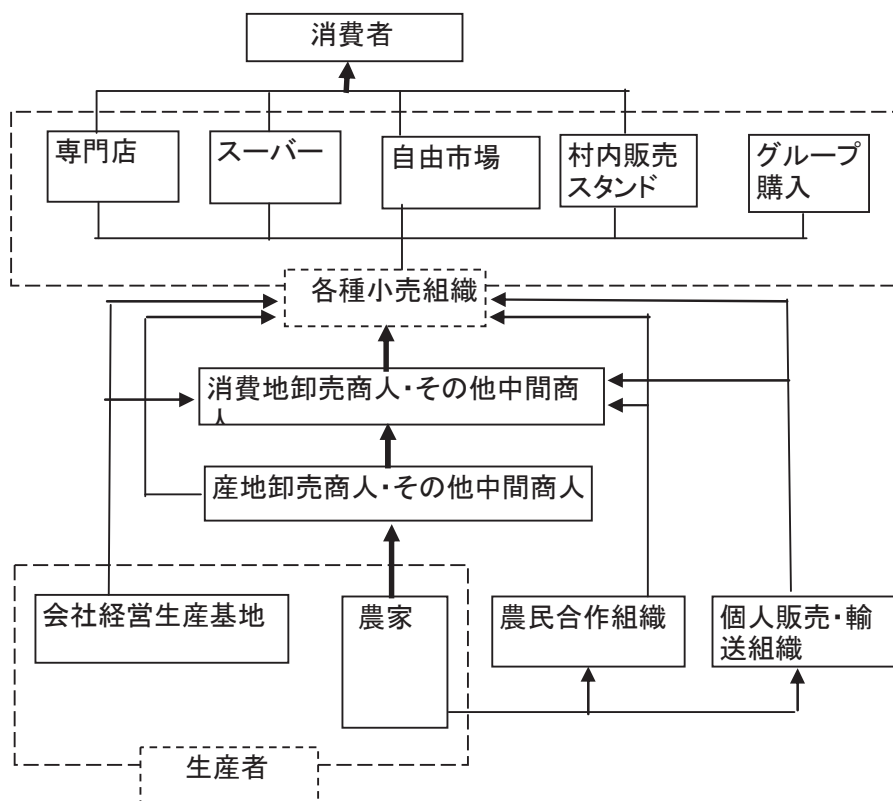 消費者
専門店
スーバー
自由市場
村内販売
スタンド
グループ
購入
各種小売組織
消費地卸売商人・その他中間商
人
産地卸売商人・その他中間商人
会社経営生産基地
農家
農民合作組織
個人販売・輸
送組織
生産者